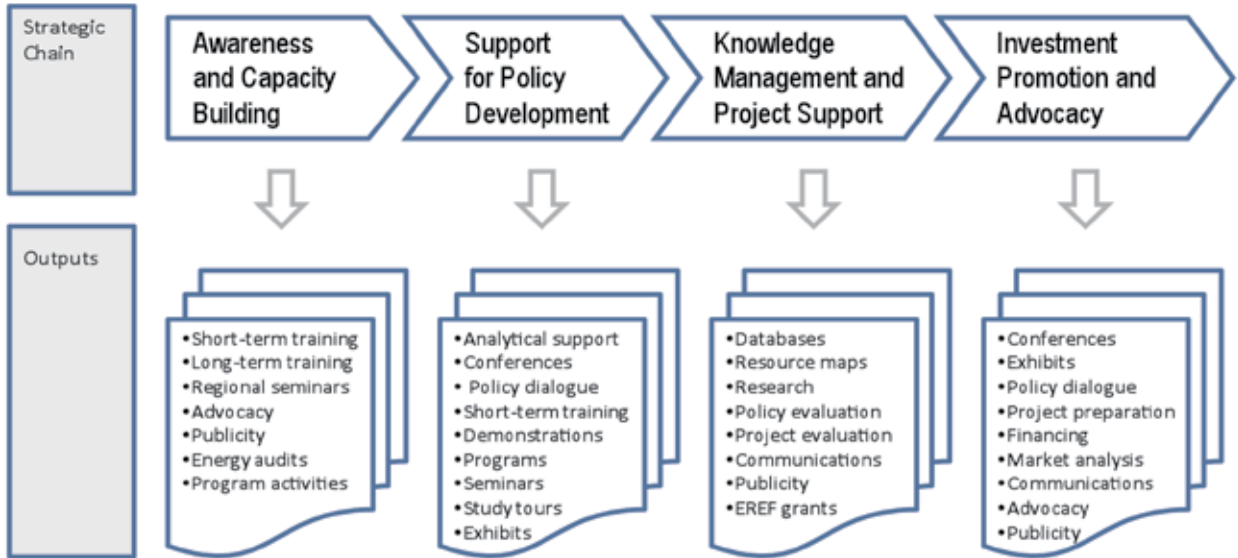 Strategic
Chain
Awareness
and Capacity
Building
Support
for Policy
Development
Knowledge
Management and
Project Support
Investment
Promotion and
Advocacy
Outputs
•Short-term training
•Long-term training
•Regional seminars
•Advocacy
•Publicity
•Energy audits
•Program activities
•Analytical support
•Conferences
• Policy dialogue
•Short-term training
•Demonstrations
•Programs
•Seminars
•Study tours
•Exhibits
•Databases
•Resource maps
•Research
•Policy evaluation
•Project evaluation
•Communications
•Publicity
•EREF grants
•Conferences
•Exhibits
•Policy dialogue
•Project preparation
•Financing
•Market analysis
•Communications
•Advocacy
•Publicity